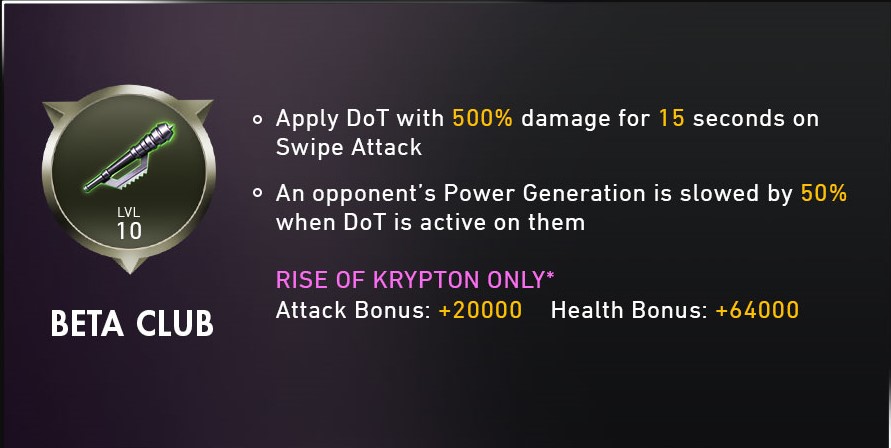 Apply DoT with 500% damage for 15 seconds on
Swipe Attack
An opponent's Power Generation is slowed by 50%
when DoT is active on them
LVL
10
BETA CLUB
RISE OF KRYPTON ONLY*
Attack Bonus: +20000 Health Bonus: +64000